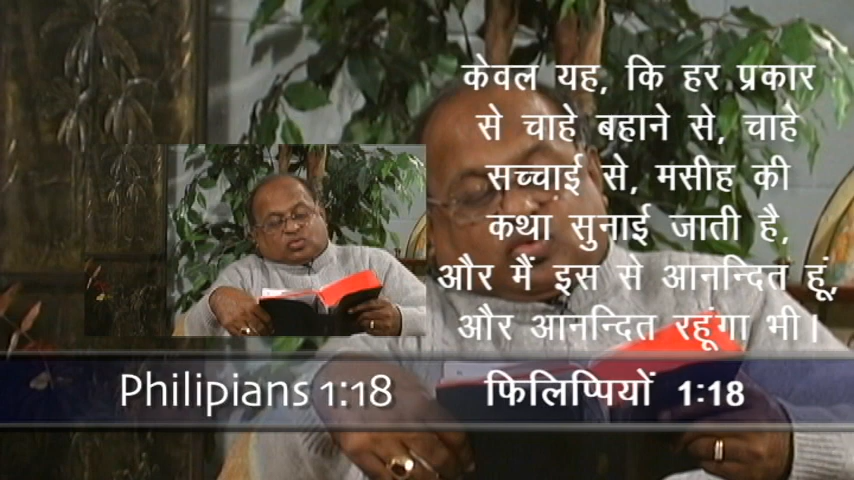 केवल यह, कि हर प्रकार
से चाहे बहाने से, चाहे
सच्चाई से, मसीह की
कथा सुनाई जाती है,
और मैं इस से आनन्दित हूं,
और आनन्दित रहूंगा भी।
Philipians 1:18 फिलिप्पियों 1:18